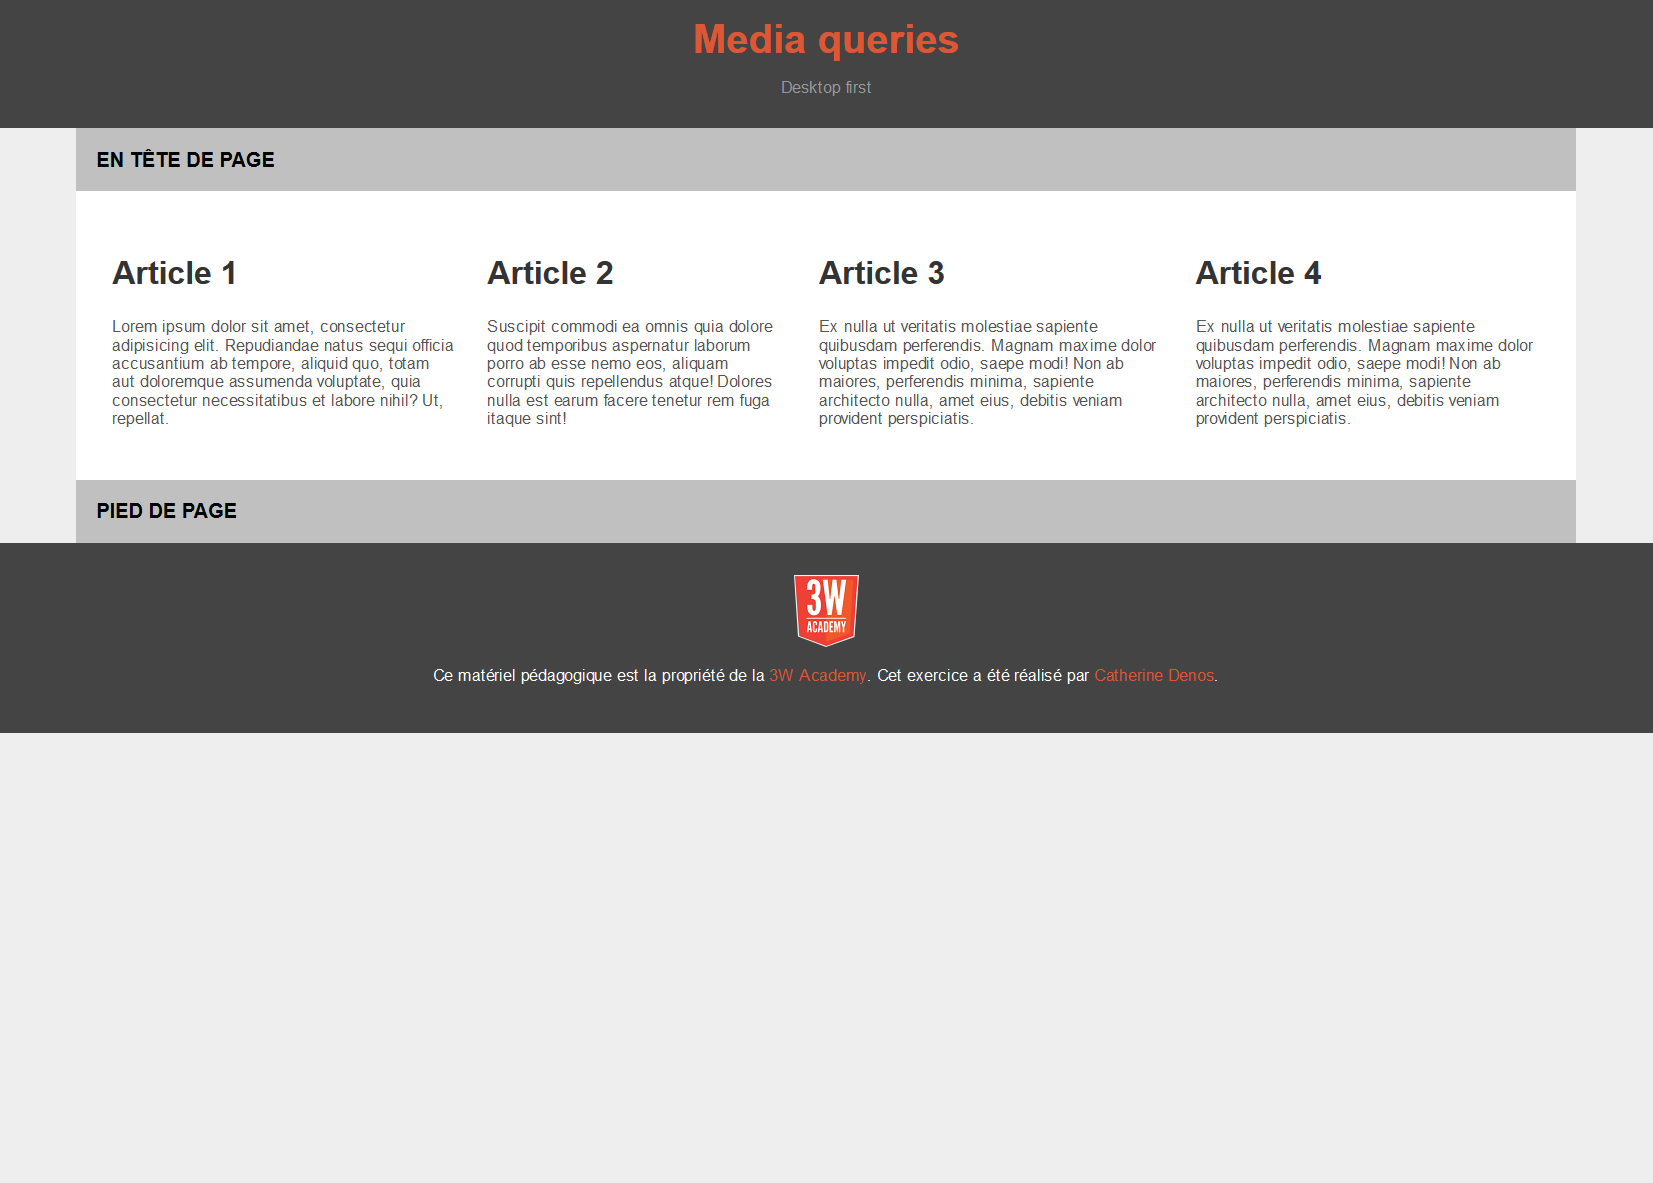 Media queries
Desktop first
EN TÊTE DE PAGE
Article 1
Lorem ipsum dolor sit amet, consectetur
adipisicing elit. Repudiandae natus sequi officia
accusantium ab tempore, aliquid quo, totam
aut doloremque assumenda voluptate, quia
consectetur necessitatibus et labore nihil? Ut,
repellat.
Article 2
Suscipit commodi ea omnis quia dolore
quod temporibus aspernatur laborum
porro ab esse nemo eos, aliquam
corrupti quis repellendus atque! Dolores
nulla est earum facere tenetur rem fuga
itaque sint!
Article 3
Ex nulla ut veritatis molestiae sapiente
quibusdam perferendis. Magnam maxime dolor
voluptas impedit odio, saepe modi! Non ab
maiores, perferendis minima, sapiente
architecto nulla, amet eius, debitis veniam
provident perspiciatis.
Article 4
Ex nulla ut veritatis molestiae sapiente
quibusdam perferendis. Magnam maxime dolor
voluptas impedit odio, saepe modi! Non ab
maiores, perferendis minima, sapiente
architecto nulla, amet eius, debitis veniam
provident perspiciatis.
PIED DE PAGE
3W
ACADEMY
Ce matériel pédagogique est la propriété de la 3W Academy. Cet exercice a été réalisé par Catherine Denos.